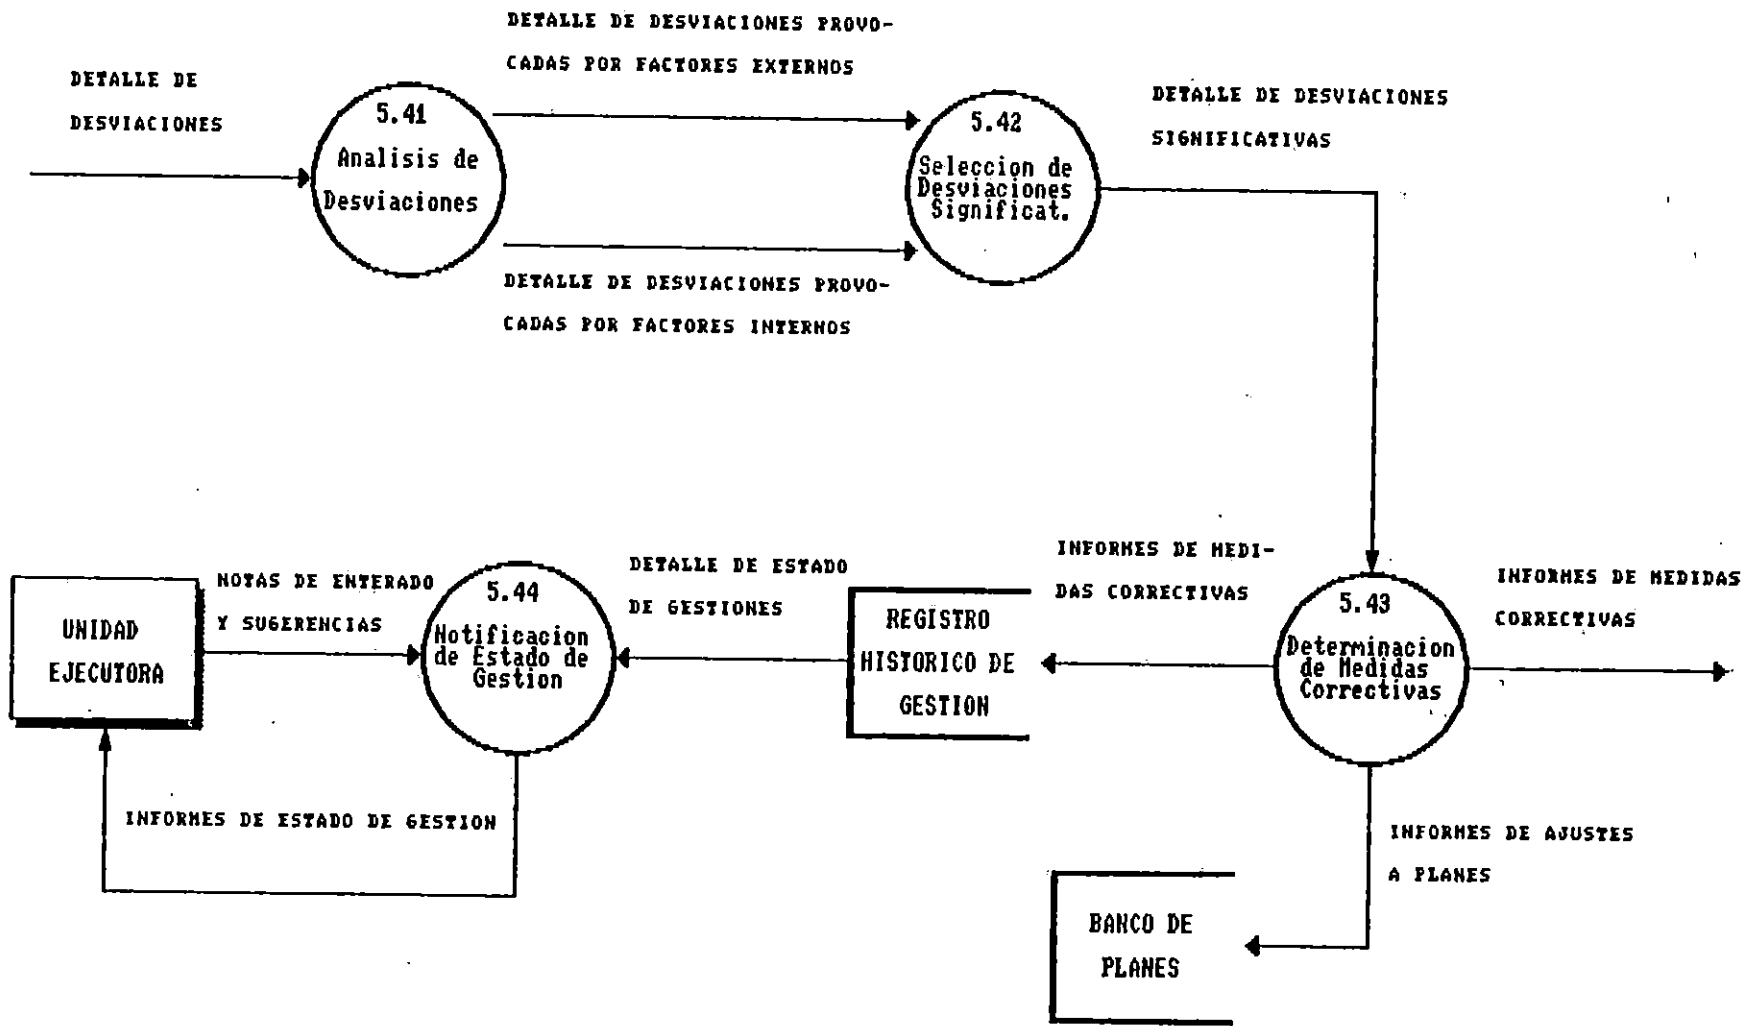 DETALLE DE DESVIACIONES PROVO-
CADAS POR FACTORES EXTERNOS
DETALLE DE
DESVIACIONES
5.41
Analisis de
Desviaciones
5.42
Seleccion de
Desviaciones
Significat.
DETALLE DE DESVIACIONES
SIGNIFICATIVAS
DETALLE DE DESVIACIONES PROVO-
CADAS POR FACTORES INTERNOS
UNIDAD
EJECUTORA
NOTAS DE ENTERADO
Y SUGERENCIAS
5.44
Notificacion
de Estado de
Gestion
DETALLE DE ESTADO
DE GESTIONES
REGISTRO
HISTORICO DE
GESTION
INFORMES DE MEDI-
DAS CORRECTIVAS
5.43
Determinacion
de Medidas
Correctivas
INFORMES DE MEDIDAS
CORRECTIVAS
INFORMES DE ESTADO DE GESTION
INFORMES DE AJUSTES
A PLANES
BANCO DE
PLANES